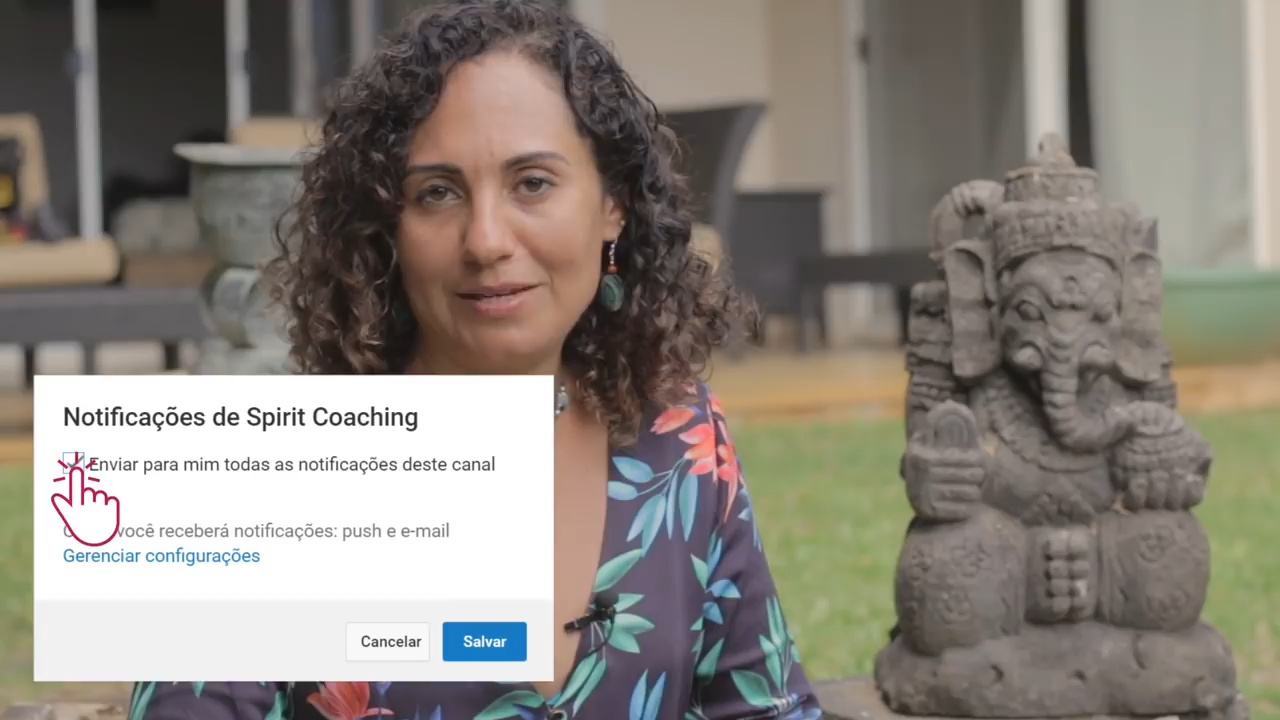 Notificações de Spirit Coaching
Enviar para mim todas as notificações deste canal
você receberá notificações: push e e-mail
Gerenciar configurações
Cancelar
Salvar